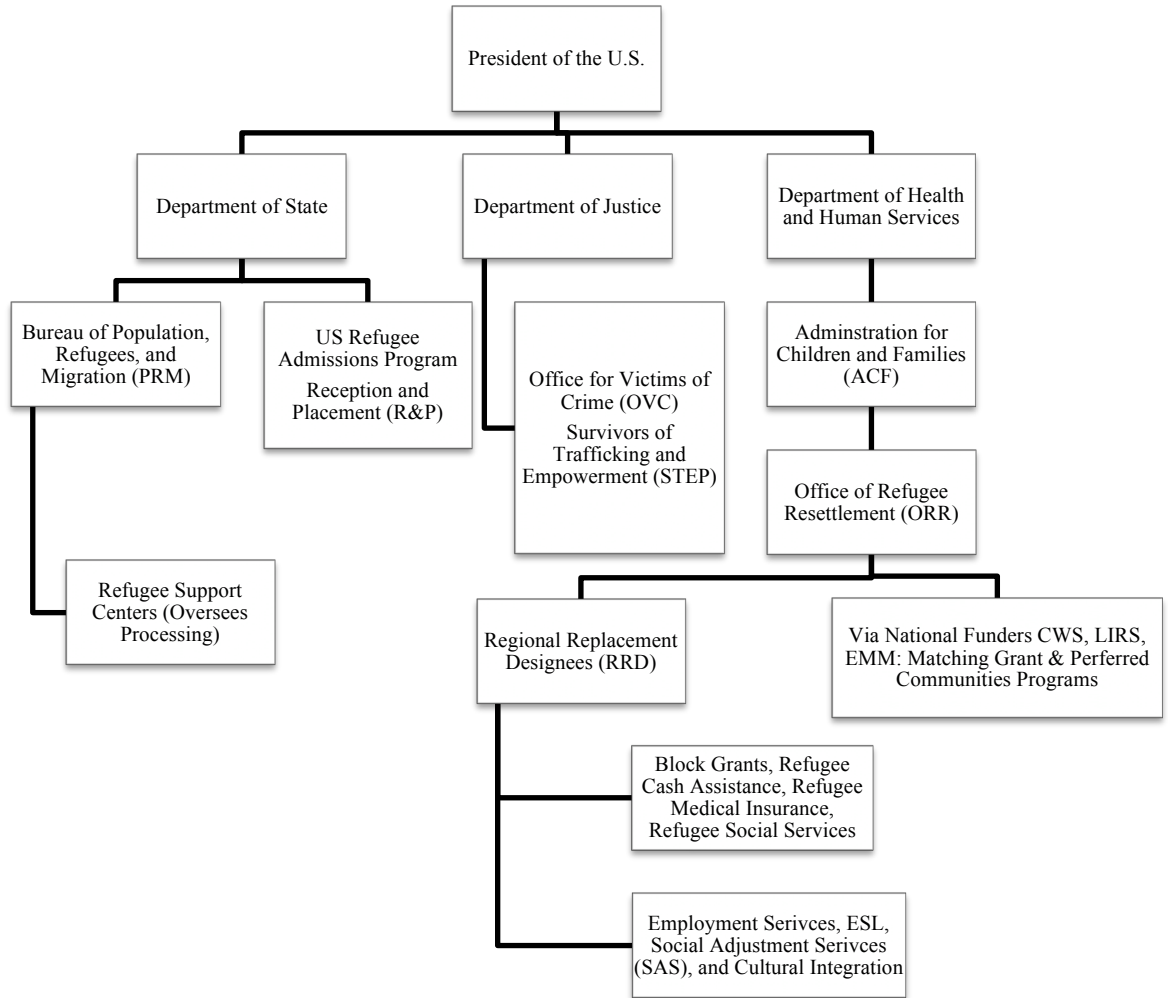 President of the U.S.
Department of State
Department of Justice
Department of Health
and Human Services
Bureau of Population,
Refugees, and
Migration (PRM)
US Refugee
Admissions Program
Reception and
Placement (R&P)
Office for Victims of
Crime (OVC)
Survivors of
Trafficking and
Empowerment (STEP)
Adminstration for
Children and Families
(ACF)
Office of Refugee
Resettlement (ORR)
Refugee Support
Centers (Oversees
Processing)
Regional Replacement
Designees (RRD)
Via National Funders CWS, LIRS,
EMM: Matching Grant & Perferred
Communities Programs
Block Grants, Refugee
Cash Assistance, Refugee
Medical Insurance,
Refugee Social Services
Employment Serivces, ESL,
Social Adjustment Serivces
(SAS), and Cultural Integration